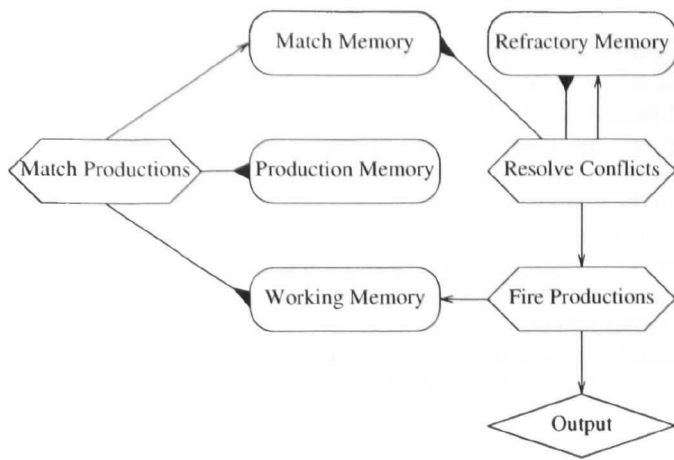 Match Memory
Refractory Memory
Match Productions
Production Memory
Resolve Conflicts
Working Memory
Fire Productions
Output